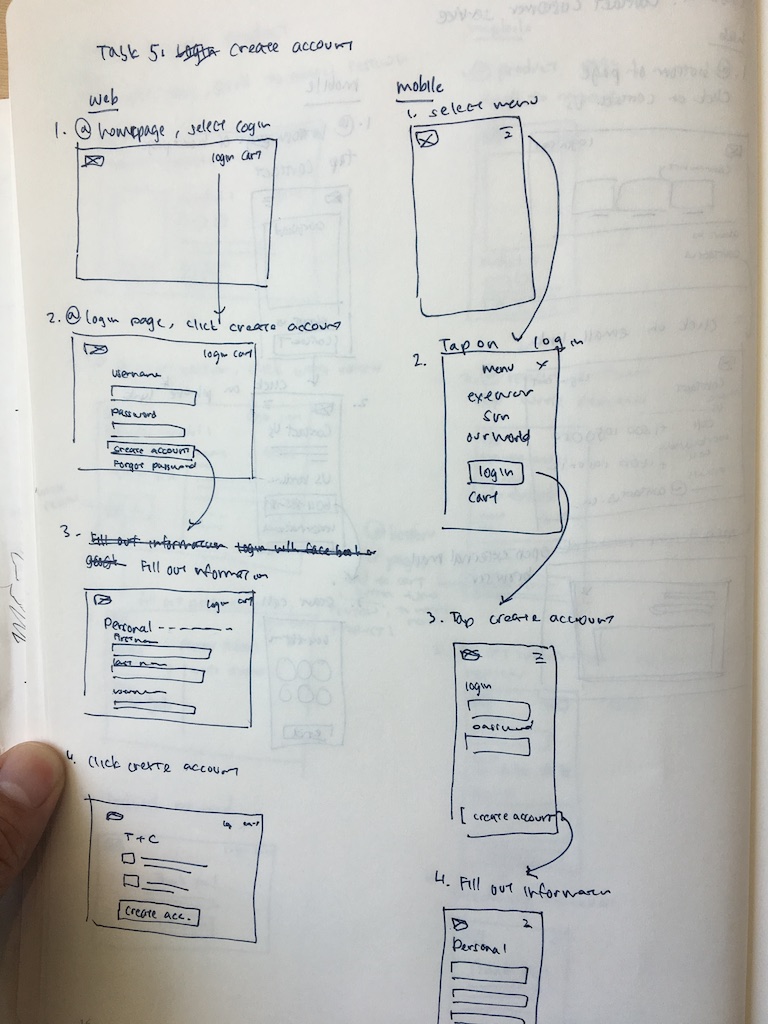 Task 5: Login create account
web
1. @ homepage, select login
login cart
2. @ login page, click create account
login cart
username
password
create account
Forgot password
3. Fill out information Login with facebook or
google Fill out information
login cart
Personal
First name
last name
username
4. Click create account
T + C
create acc.
mobile
1. select menu
2. Tap on log in
menu x
sun
our world
login
cart
3. Tap create account
login
password
create account
4. Fill out information
Personal